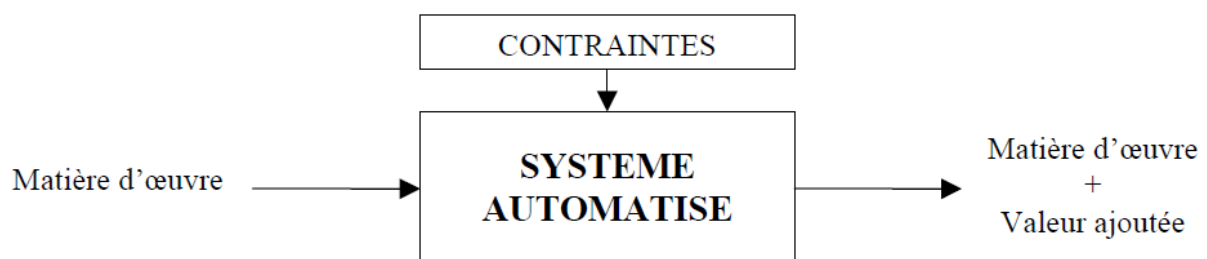 CONTRAINTES
Matière d'œuvre
SYSTEME
AUTOMATISE
Matière d'œuvre
+
Valeur ajoutée